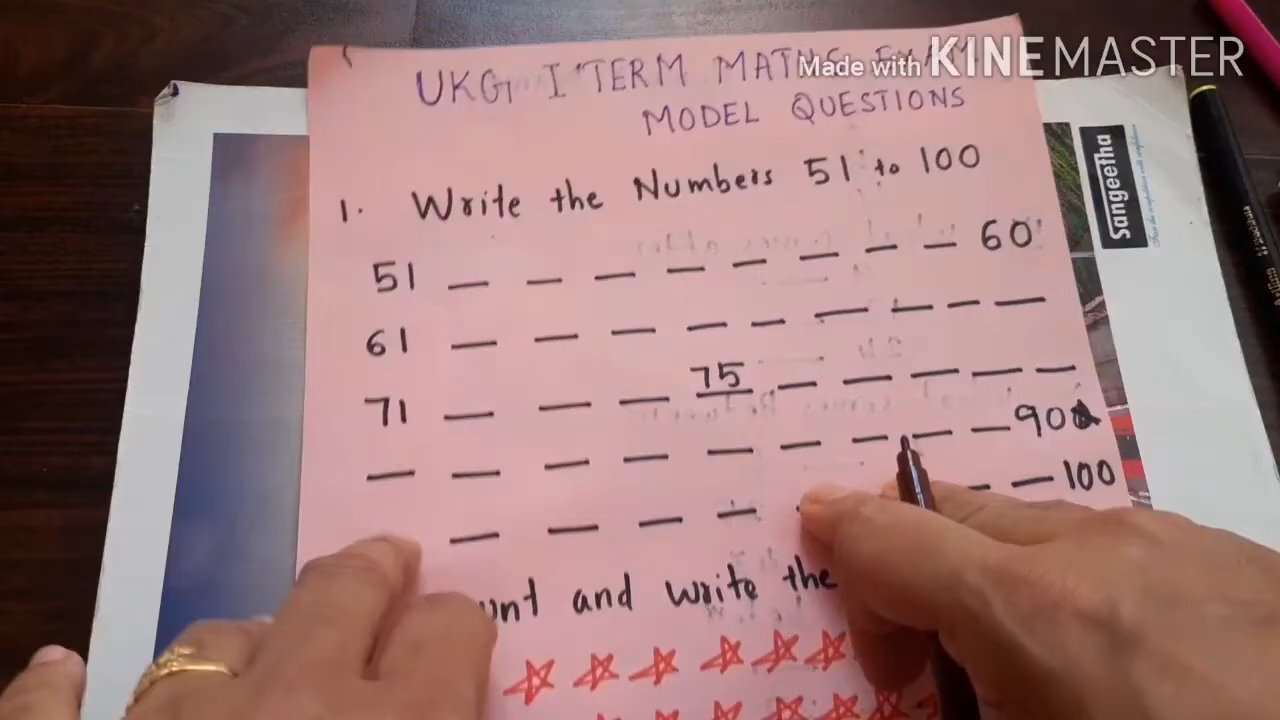 Made with KINEMASTER
UKG I TERM MATHS EXAM
MODEL QUESTIONS
Sangeetha
1. Write the Numbers 51 to 100
51 _ _ _ _ _ _ _ _ 60
61 _ _ _ _ _ _ _ _ _
71 _ _ _ 75 _ _ _ _ _
_ _ _ _ _ _ _ _ _ 90
_ _ _ _ _ _ 100
and write the